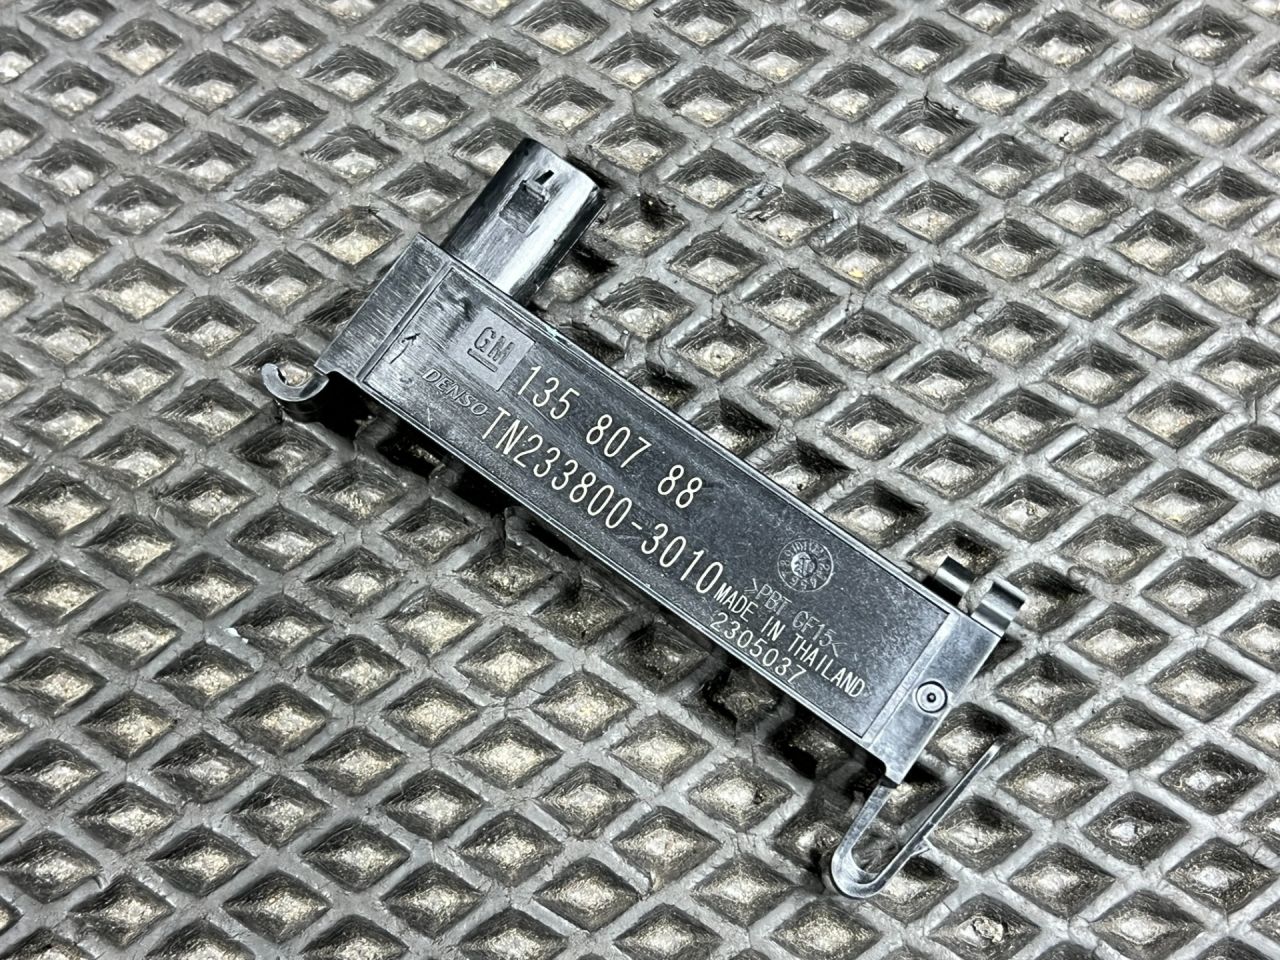 GM
DENSO
135 807 88
TN233800-3010
>PBT GF15<
MADE IN THAILAND
2305037